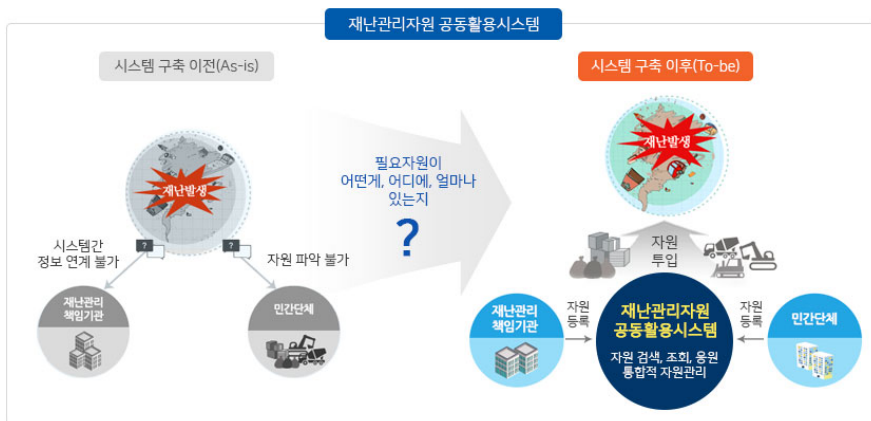 재난관리자원 공동활용시스템
시스템 구축 이전(As-is)
재난발생
?
?
시스템간
정보 연계 불가
자원 파악 불가
재난관리
책임기관
민간단체
필요자원이
어떤게, 어디에, 얼마나
있는지
?
시스템 구축 이후(To-be)
재난발생
자원
투입
재난관리
책임기관
자원
등록
재난관리자원
공동활용시스템
자원 검색, 조회, 응원
통합적 자원관리
자원
등록
민간단체